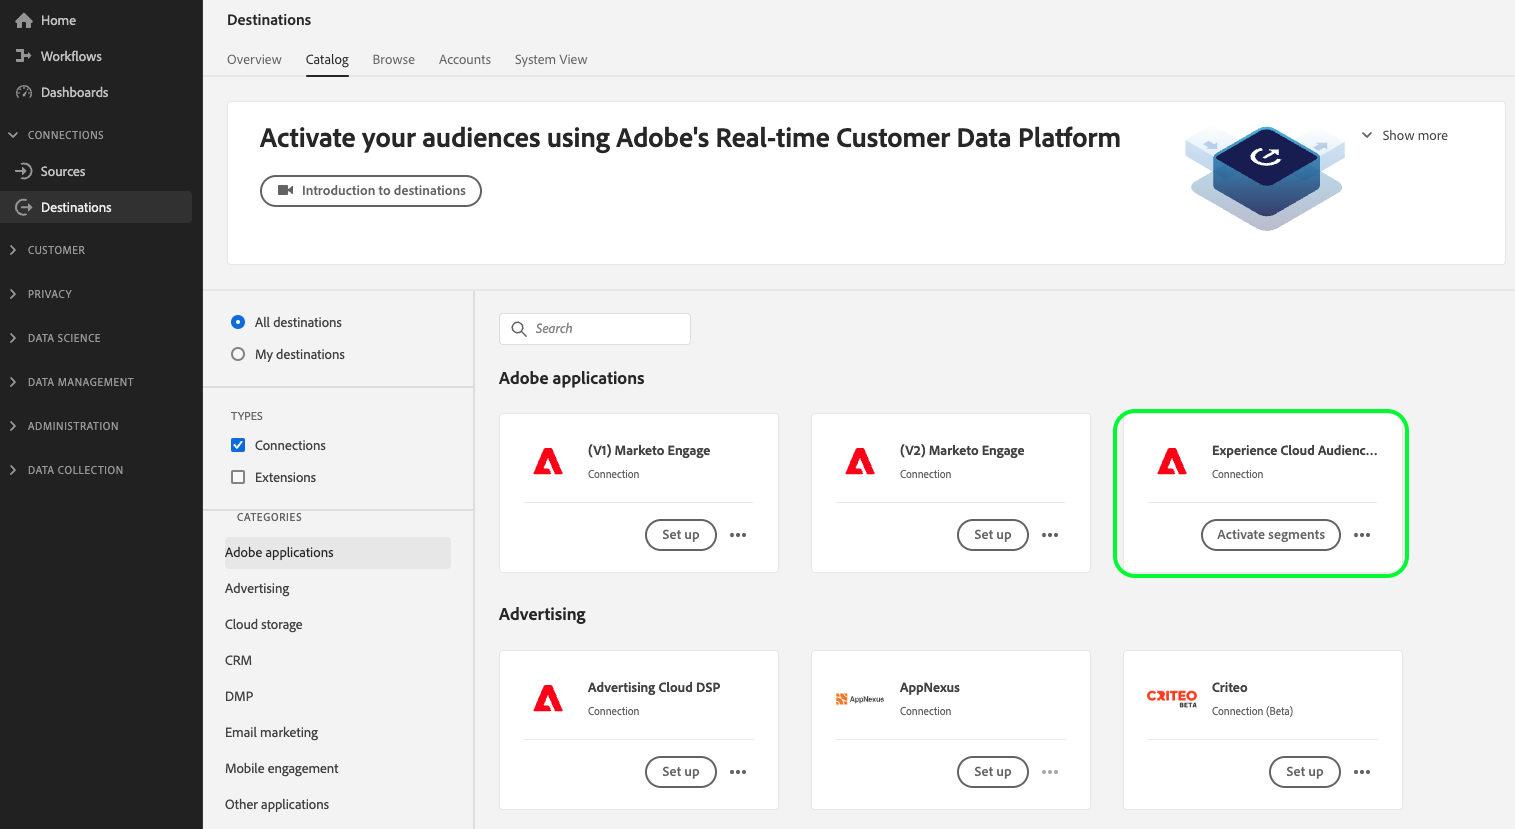 Home
Workflows
Dashboards
CONNECTIONS
Sources
Destinations
CUSTOMER
PRIVACY
DATA SCIENCE
DATA MANAGEMENT
ADMINISTRATION
DATA COLLECTION
Destinations
Overview Catalog Browse Accounts System View
Activate your audiences using Adobe's Real-time Customer Data Platform
Show more
Introduction to destinations
All destinations
My destinations
TYPES
Connections
Extensions
CATEGORIES
Adobe applications
Advertising
Cloud storage
CRM
DMP
Email marketing
Mobile engagement
Other applications
Search
Adobe applications
(V1) Marketo Engage
Connection
Set up
(V2) Marketo Engage
Connection
Set up
Experience Cloud Audienc...
Connection
Activate segments
Advertising
Advertising Cloud DSP
Connection
Set up
AppNexus
AppNexus
Connection
Set up
CRITEO
BETA
Criteo
Connection (Beta)
Set up